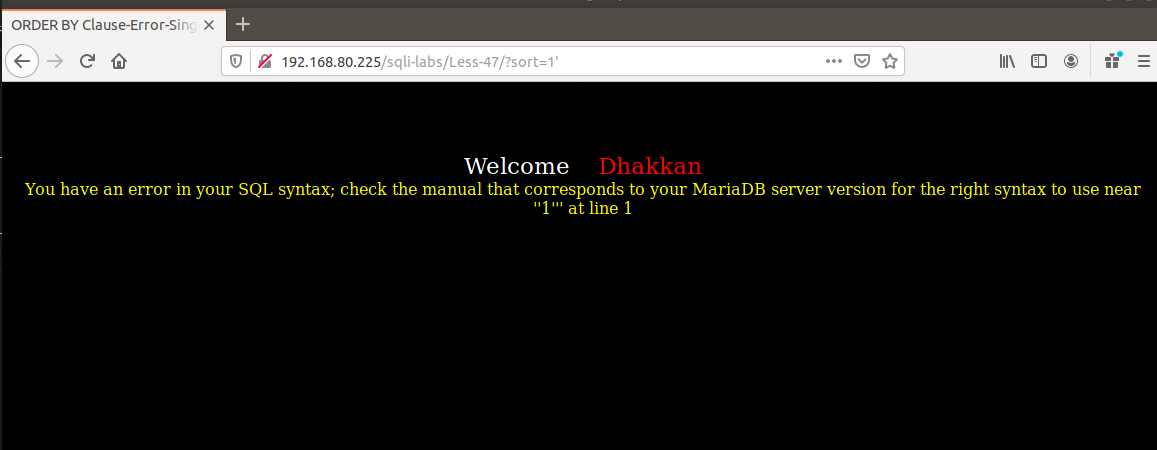 ORDER BY Clause-Error-Sing
192.168.80.225/sqli-labs/Less-47/?sort=1'
Welcome Dhakkan
You have an error in your SQL syntax; check the manual that corresponds to your MariaDB server version for the right syntax to use near
''1''' at line 1